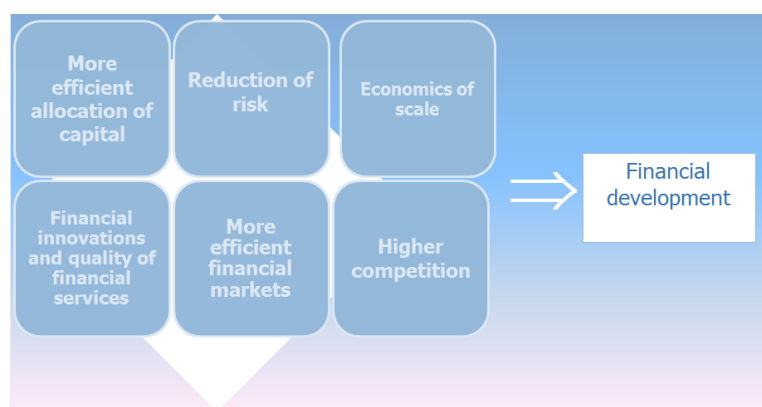 More
efficient
allocation of
capital
Reduction of
risk
Economics of
scale
Financial
innovations
and quality of
financial
services
More
efficient
financial
markets
Higher
competition
Financial
development